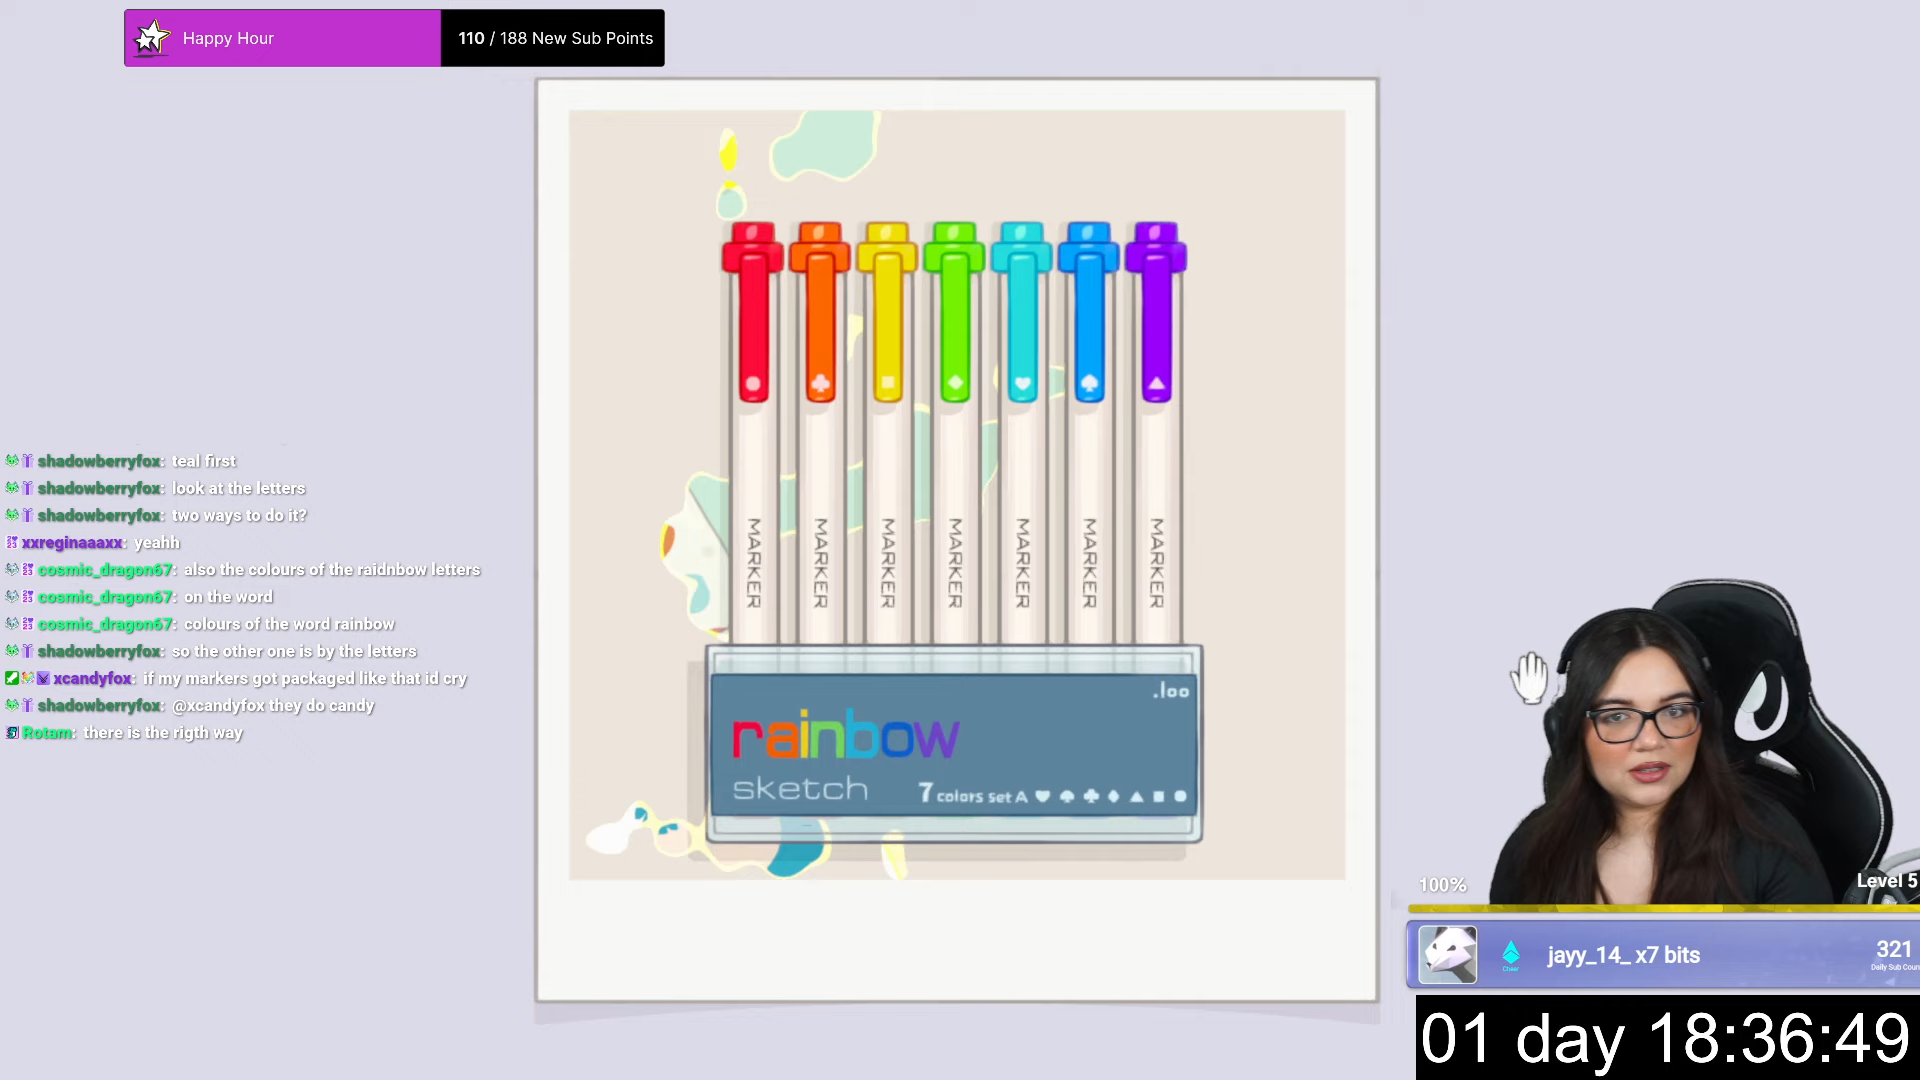 Happy Hour
110 / 188 New Sub Points
MARKER
MARKER
MARKER
MARKER
MARKER
MARKER
MARKER
.loo
rainbow
sketch
7 colors set A
shadowberryfox: teal first
shadowberryfox: look at the letters
shadowberryfox: two ways to do it?
xxreginaaaxx: yeahh
cosmic_dragon67: also the colours of the raidnbow letters
cosmic_dragon67: on the word
cosmic_dragon67: colours of the word rainbow
shadowberryfox: so the other one is by the letters
xcandyfox: if my markers got packaged like that id cry
shadowberryfox: @xcandyfox they do candy
Rotam: there is the rigth way
100%
Level 5
Cheer
jayy_14_ x7 bits
321
Daily Sub Coun
01 day 18:36:49